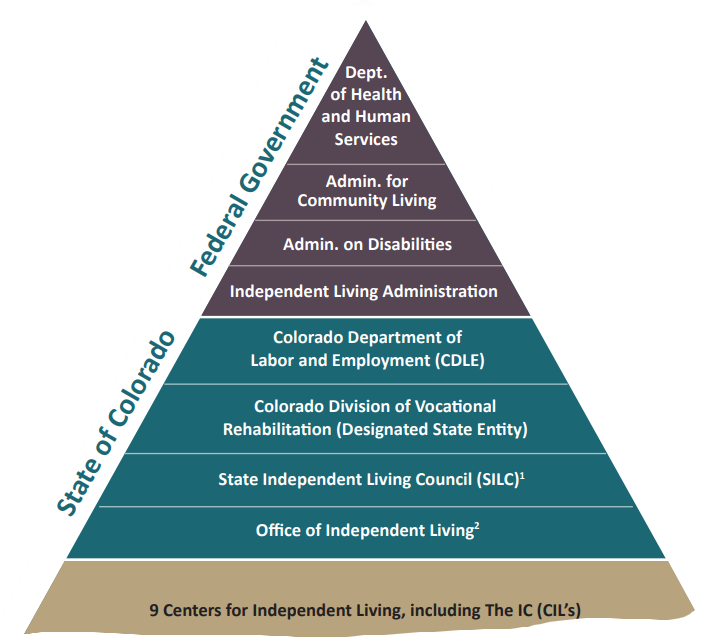 Federal Government
Dept.
of Health
and Human
Services
Admin. for
Community Living
Admin. on Disabilities
Independent Living Administration
State of Colorado
Colorado Department of
Labor and Employment (CDLE)
Colorado Division of Vocational
Rehabilitation (Designated State Entity)
State Independent Living Council (SILC)¹
Office of Independent Living²
9 Centers for Independent Living, including The IC (CIL's)